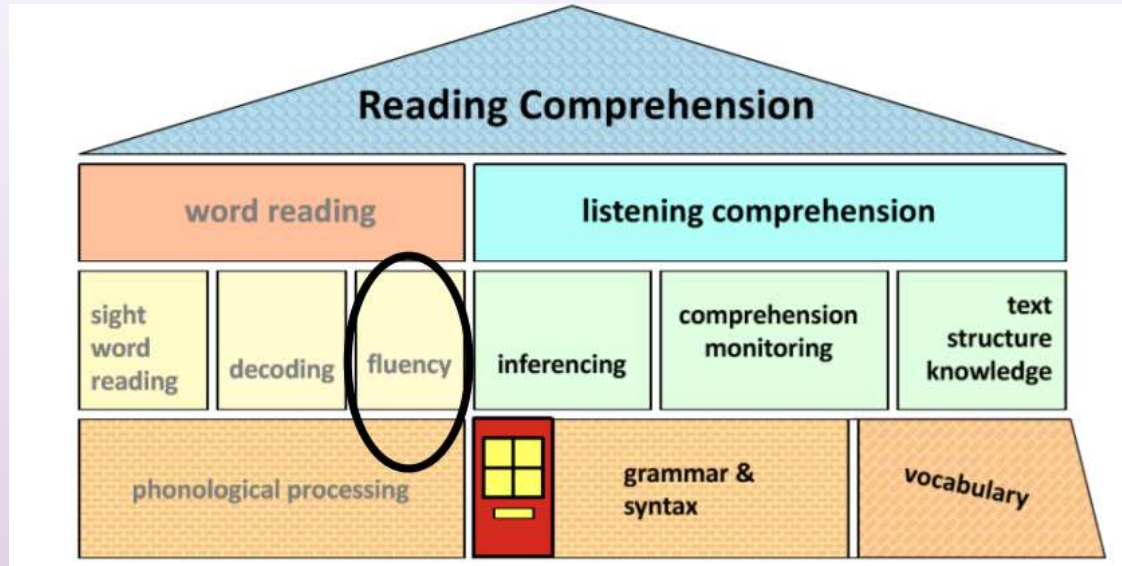 Reading Comprehension
word reading
listening comprehension
sight
word
reading
decoding
fluency
inferencing
comprehension
monitoring
text
structure
knowledge
phonological processing
grammar &
syntax
vocabulary